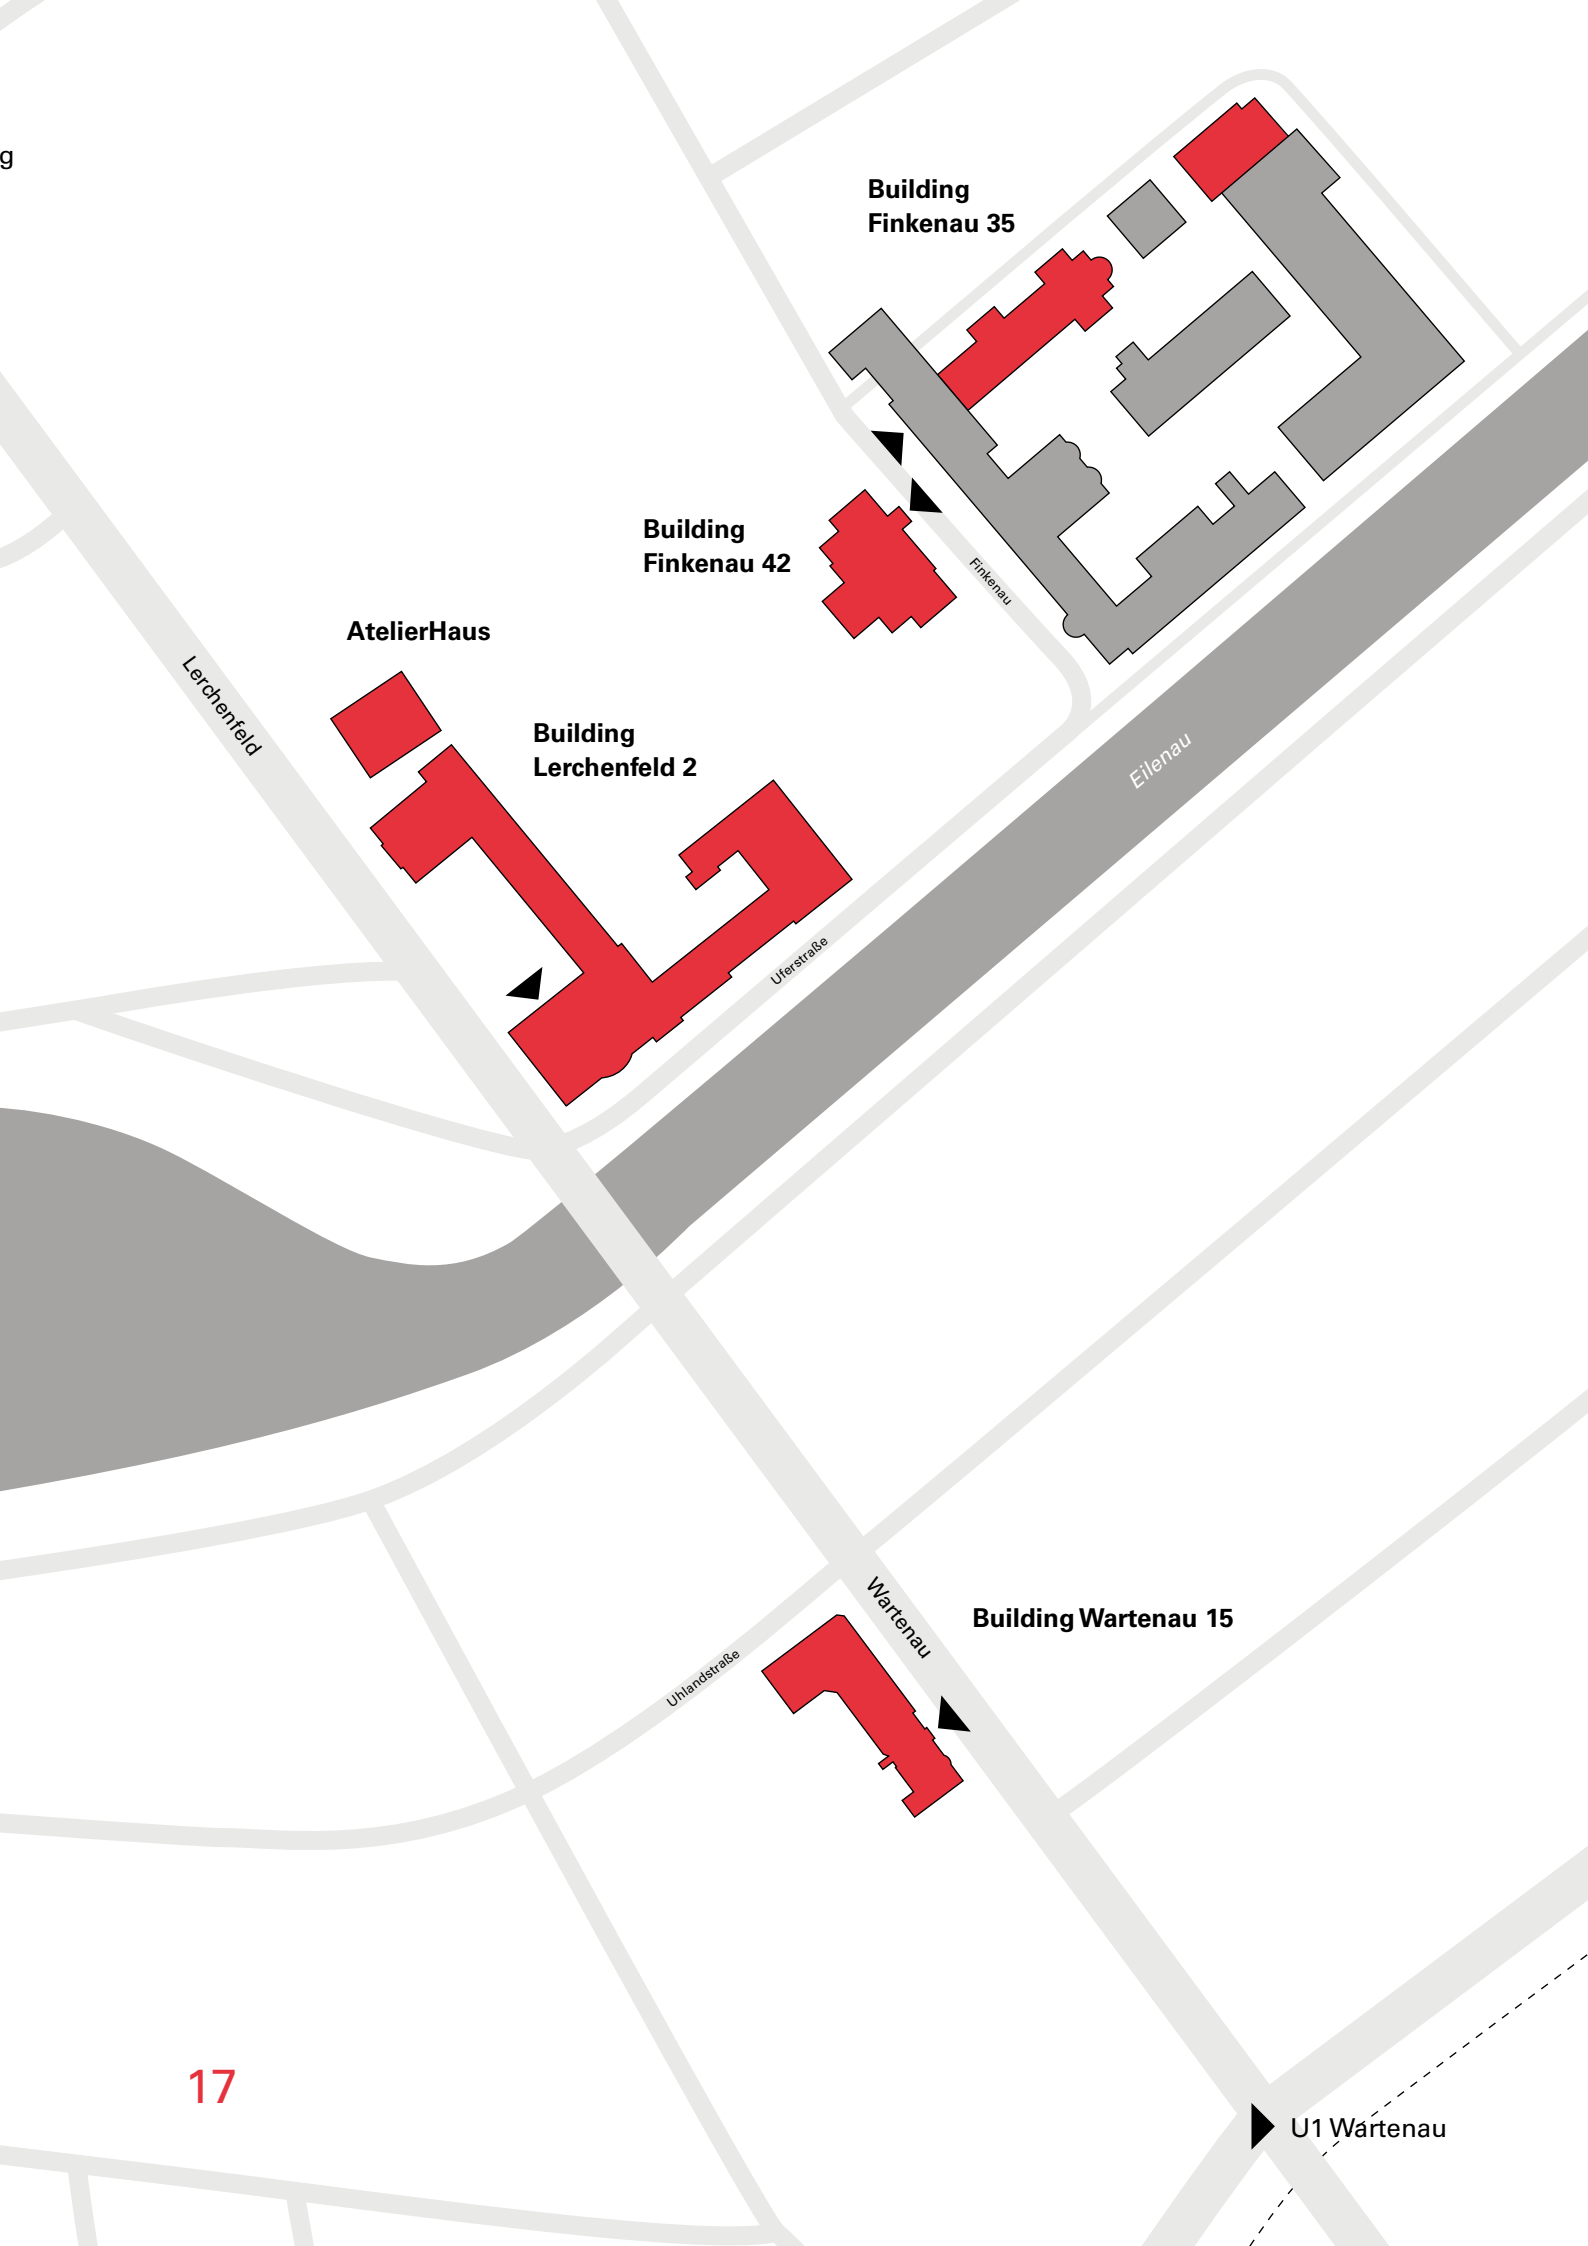 g
Building
Finkenau 35
Building
Finkenau 42
Finkenau
AtelierHaus
Lerchenfeld
Building
Lerchenfeld 2
Eilenau
Uferstraße
Wartenau
Building Wartenau 15
Uhlandstraße
17
U1 Wartenau